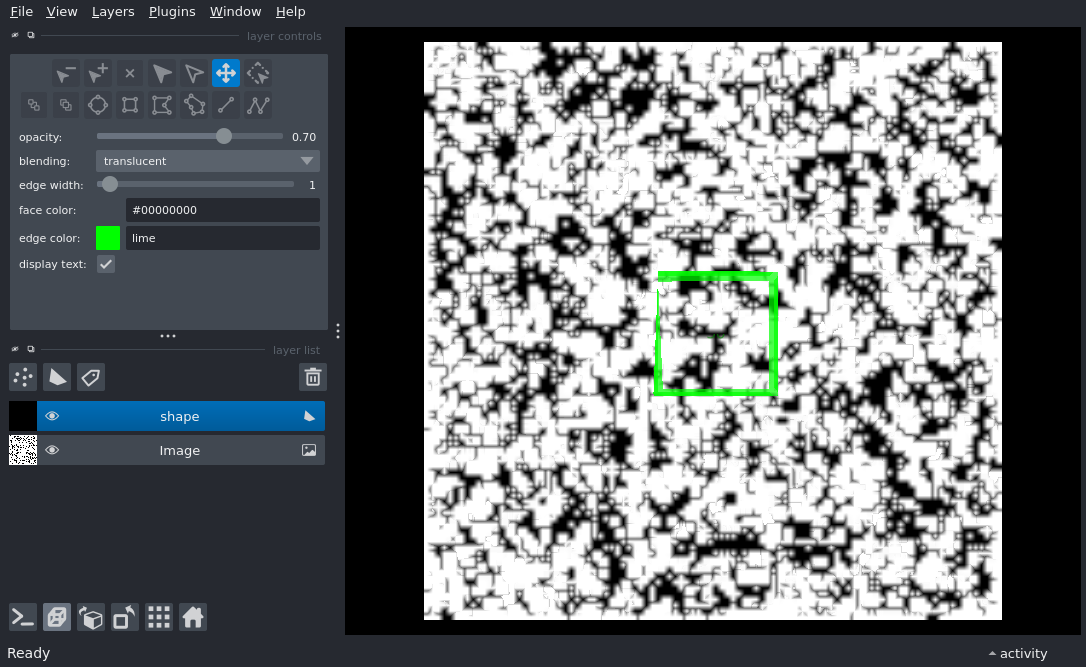 File View Layers Plugins Window Help
layer controls
opacity: 0.70
blending: translucent
edge width: 1
face color: #00000000
edge color: lime
display text:
layer list
shape
Image
Ready activity